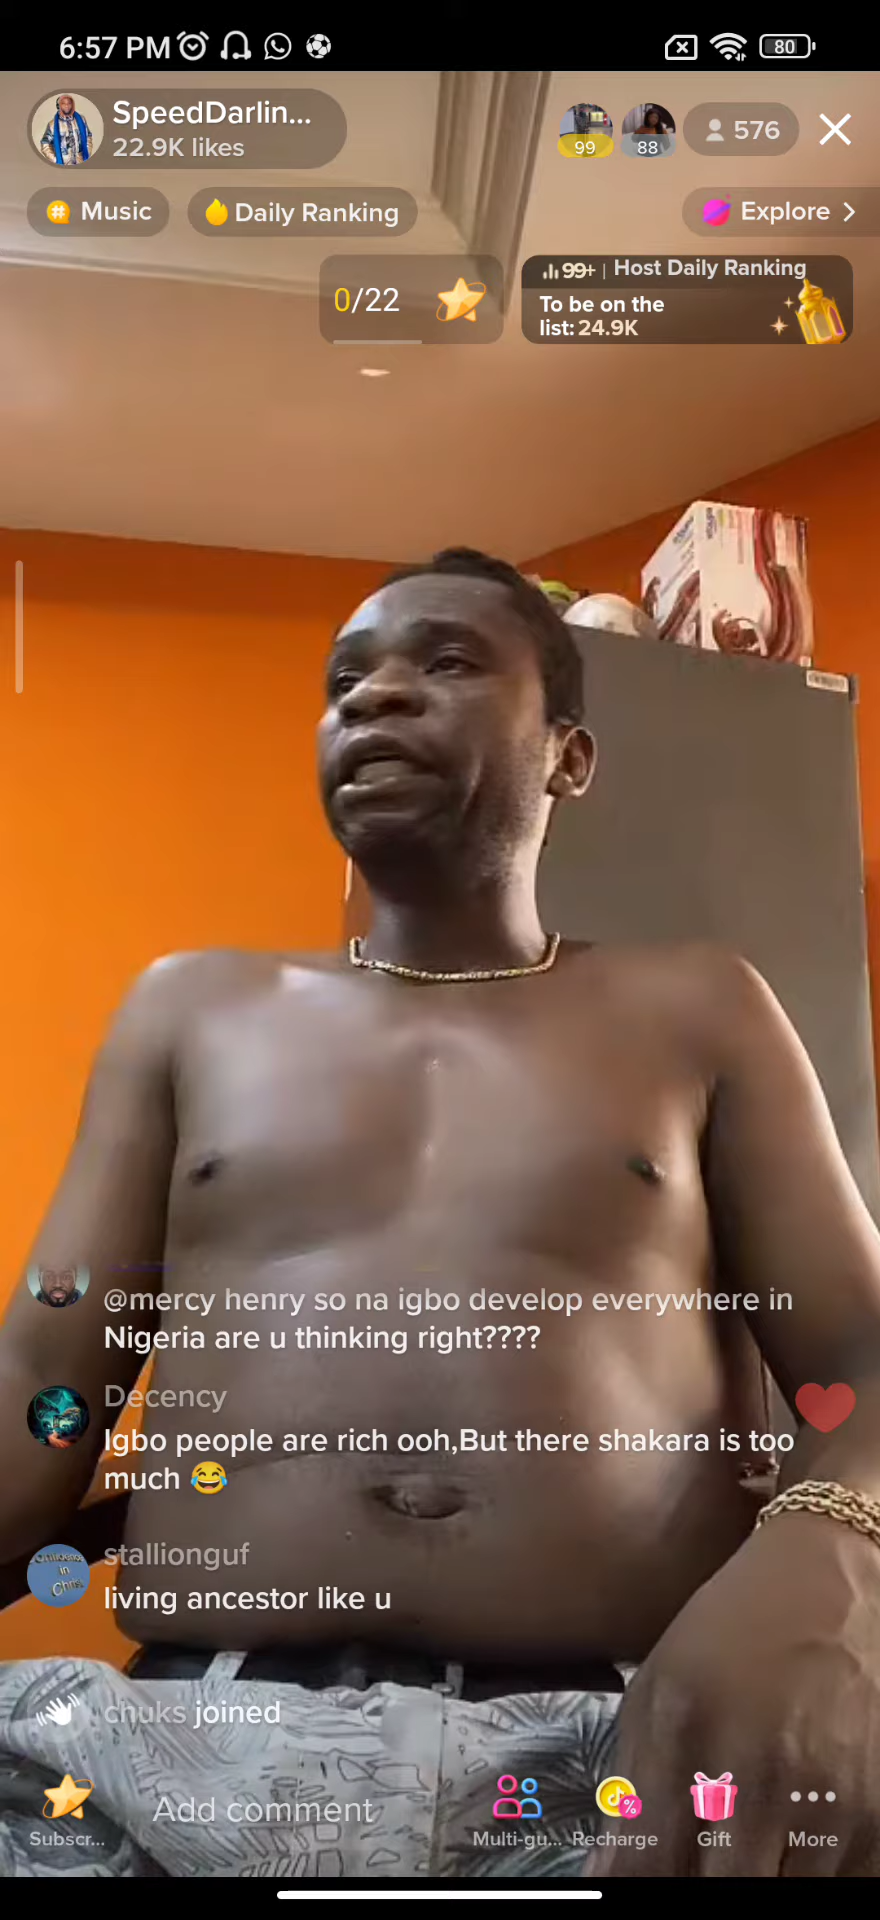 6:57 PM
80
SpeedDarlin...
22.9K likes
99
88
576
Music
Daily Ranking
Explore
0/22
99+ | Host Daily Ranking
To be on the
list: 24.9K
@mercy henry so na igbo develop everywhere in
Nigeria are u thinking right????
Decency
Igbo people are rich ooh,But there shakara is too
much 😂
stallionguf
living ancestor like u
chuks joined
Subscr...
Add comment
Multi-gu...
Recharge
Gift
More